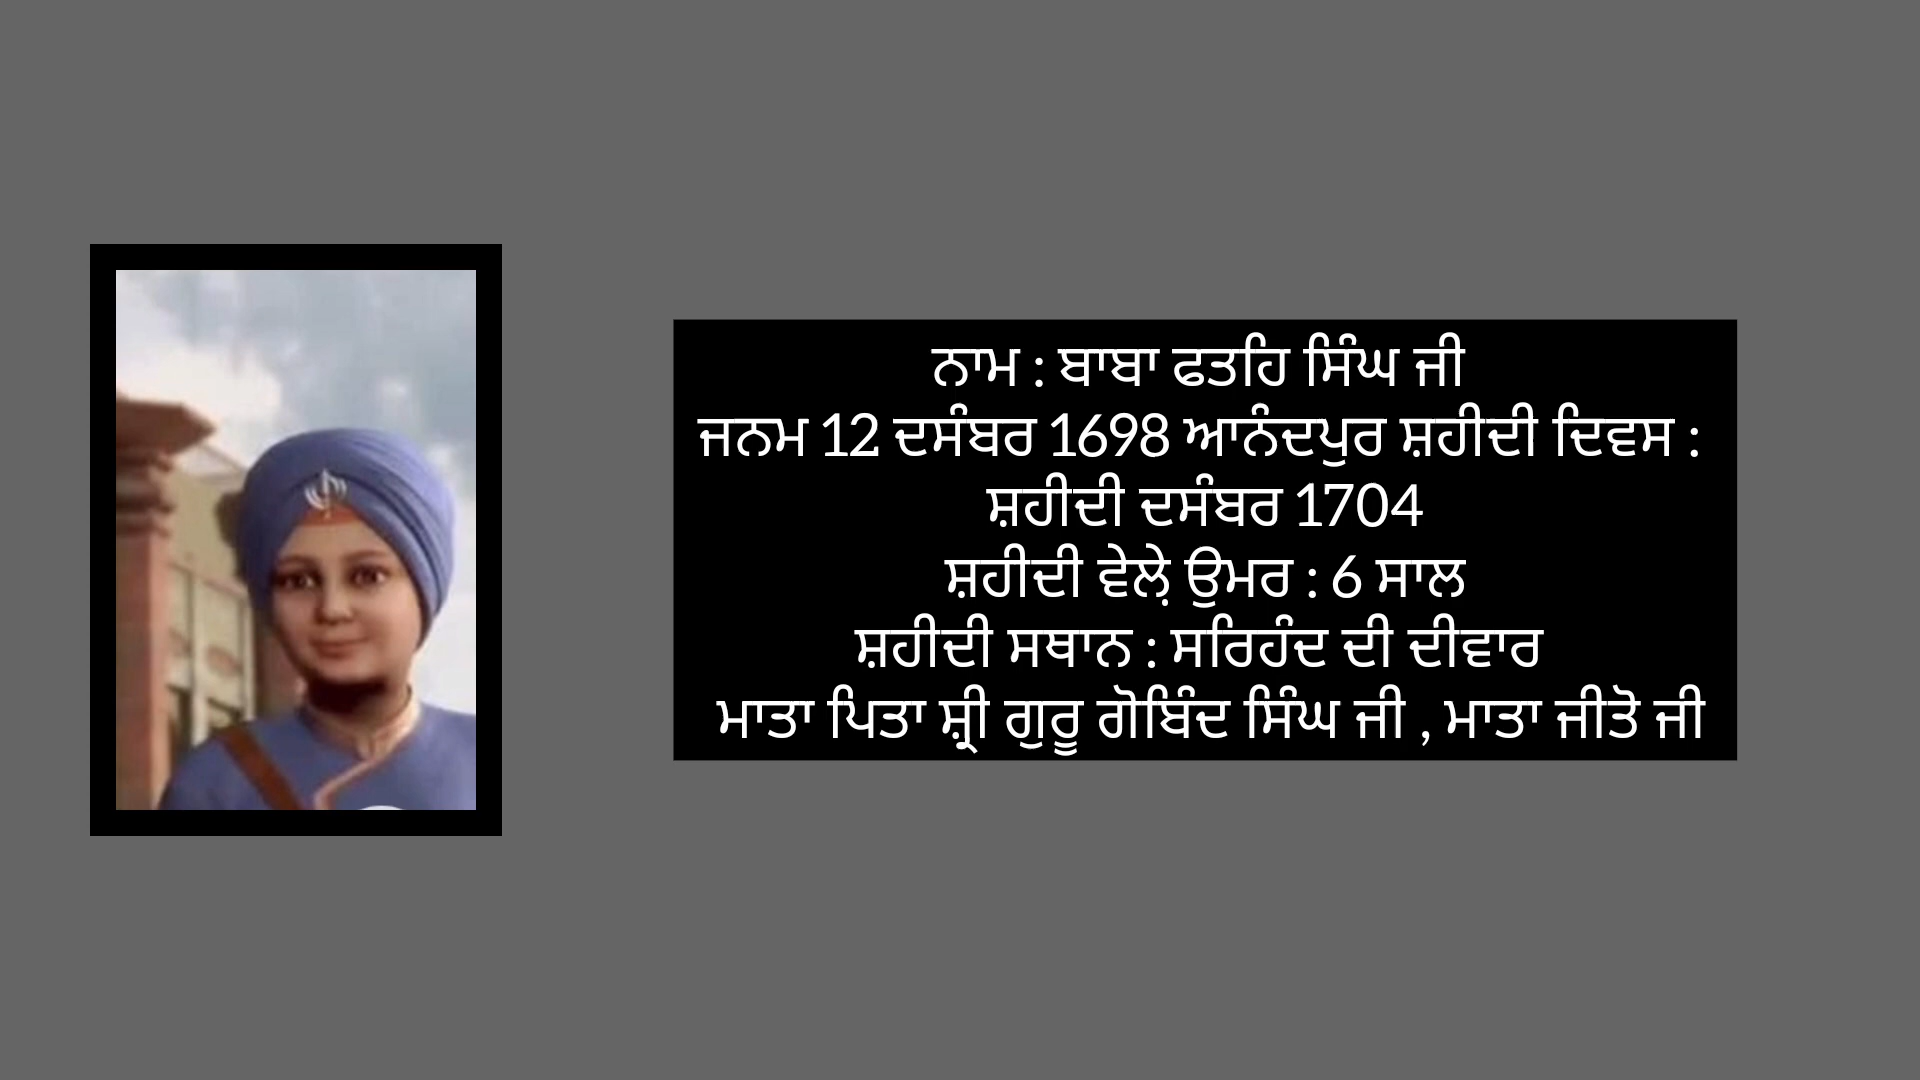 ਨਾਮ : ਬਾਬਾ ਫਤਹਿ ਸਿੰਘ ਜੀ
ਜਨਮ 12 ਦਸੰਬਰ 1698 ਆਨੰਦਪੁਰ ਸ਼ਹੀਦੀ ਦਿਵਸ :
ਸ਼ਹੀਦੀ ਦਸੰਬਰ 1704
ਸ਼ਹੀਦੀ ਵੇਲੇ਼ ਉਮਰ : 6 ਸਾਲ
ਸ਼ਹੀਦੀ ਸਥਾਨ : ਸਰਿਹੰਦ ਦੀ ਦੀਵਾਰ
ਮਾਤਾ ਪਿਤਾ ਸ਼੍ਰੀ ਗੁਰੂ ਗੋਬਿੰਦ ਸਿੰਘ ਜੀ , ਮਾਤਾ ਜੀਤੋ ਜੀ